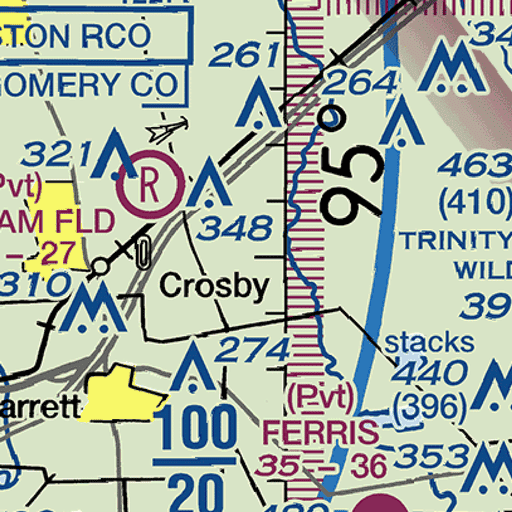 STON RCO
GOMERY CO
261
264
34
321
R
Pvt)
AM FLD
- 27
348
310
95°
463
(410)
TRINITY
WILD
39
Crosby
274
stacks
440
(396)
arrett
100
20
(Pvt)
FERRIS
35 - 36
353